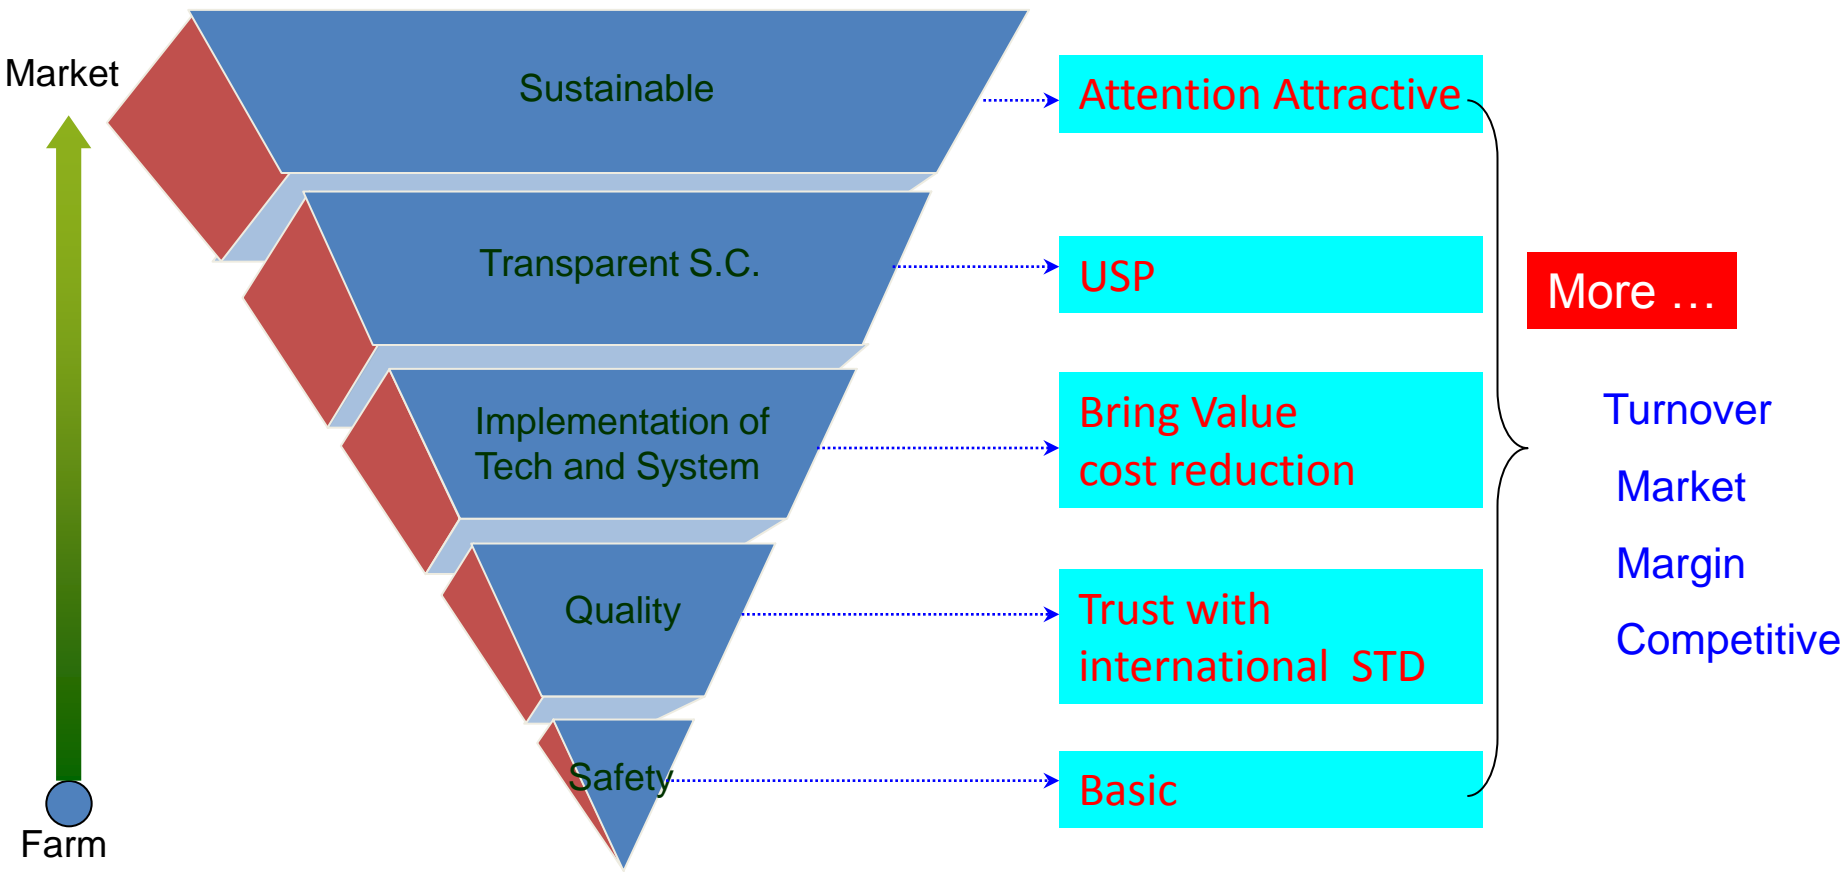 Market
Sustainable
Attention Attractive
Transparent S.C.
USP
More …
Implementation of
Tech and System
Bring Value
cost reduction
Turnover
Market
Margin
Competitive
Quality
Trust with
international  STD
Safety
Basic
Farm